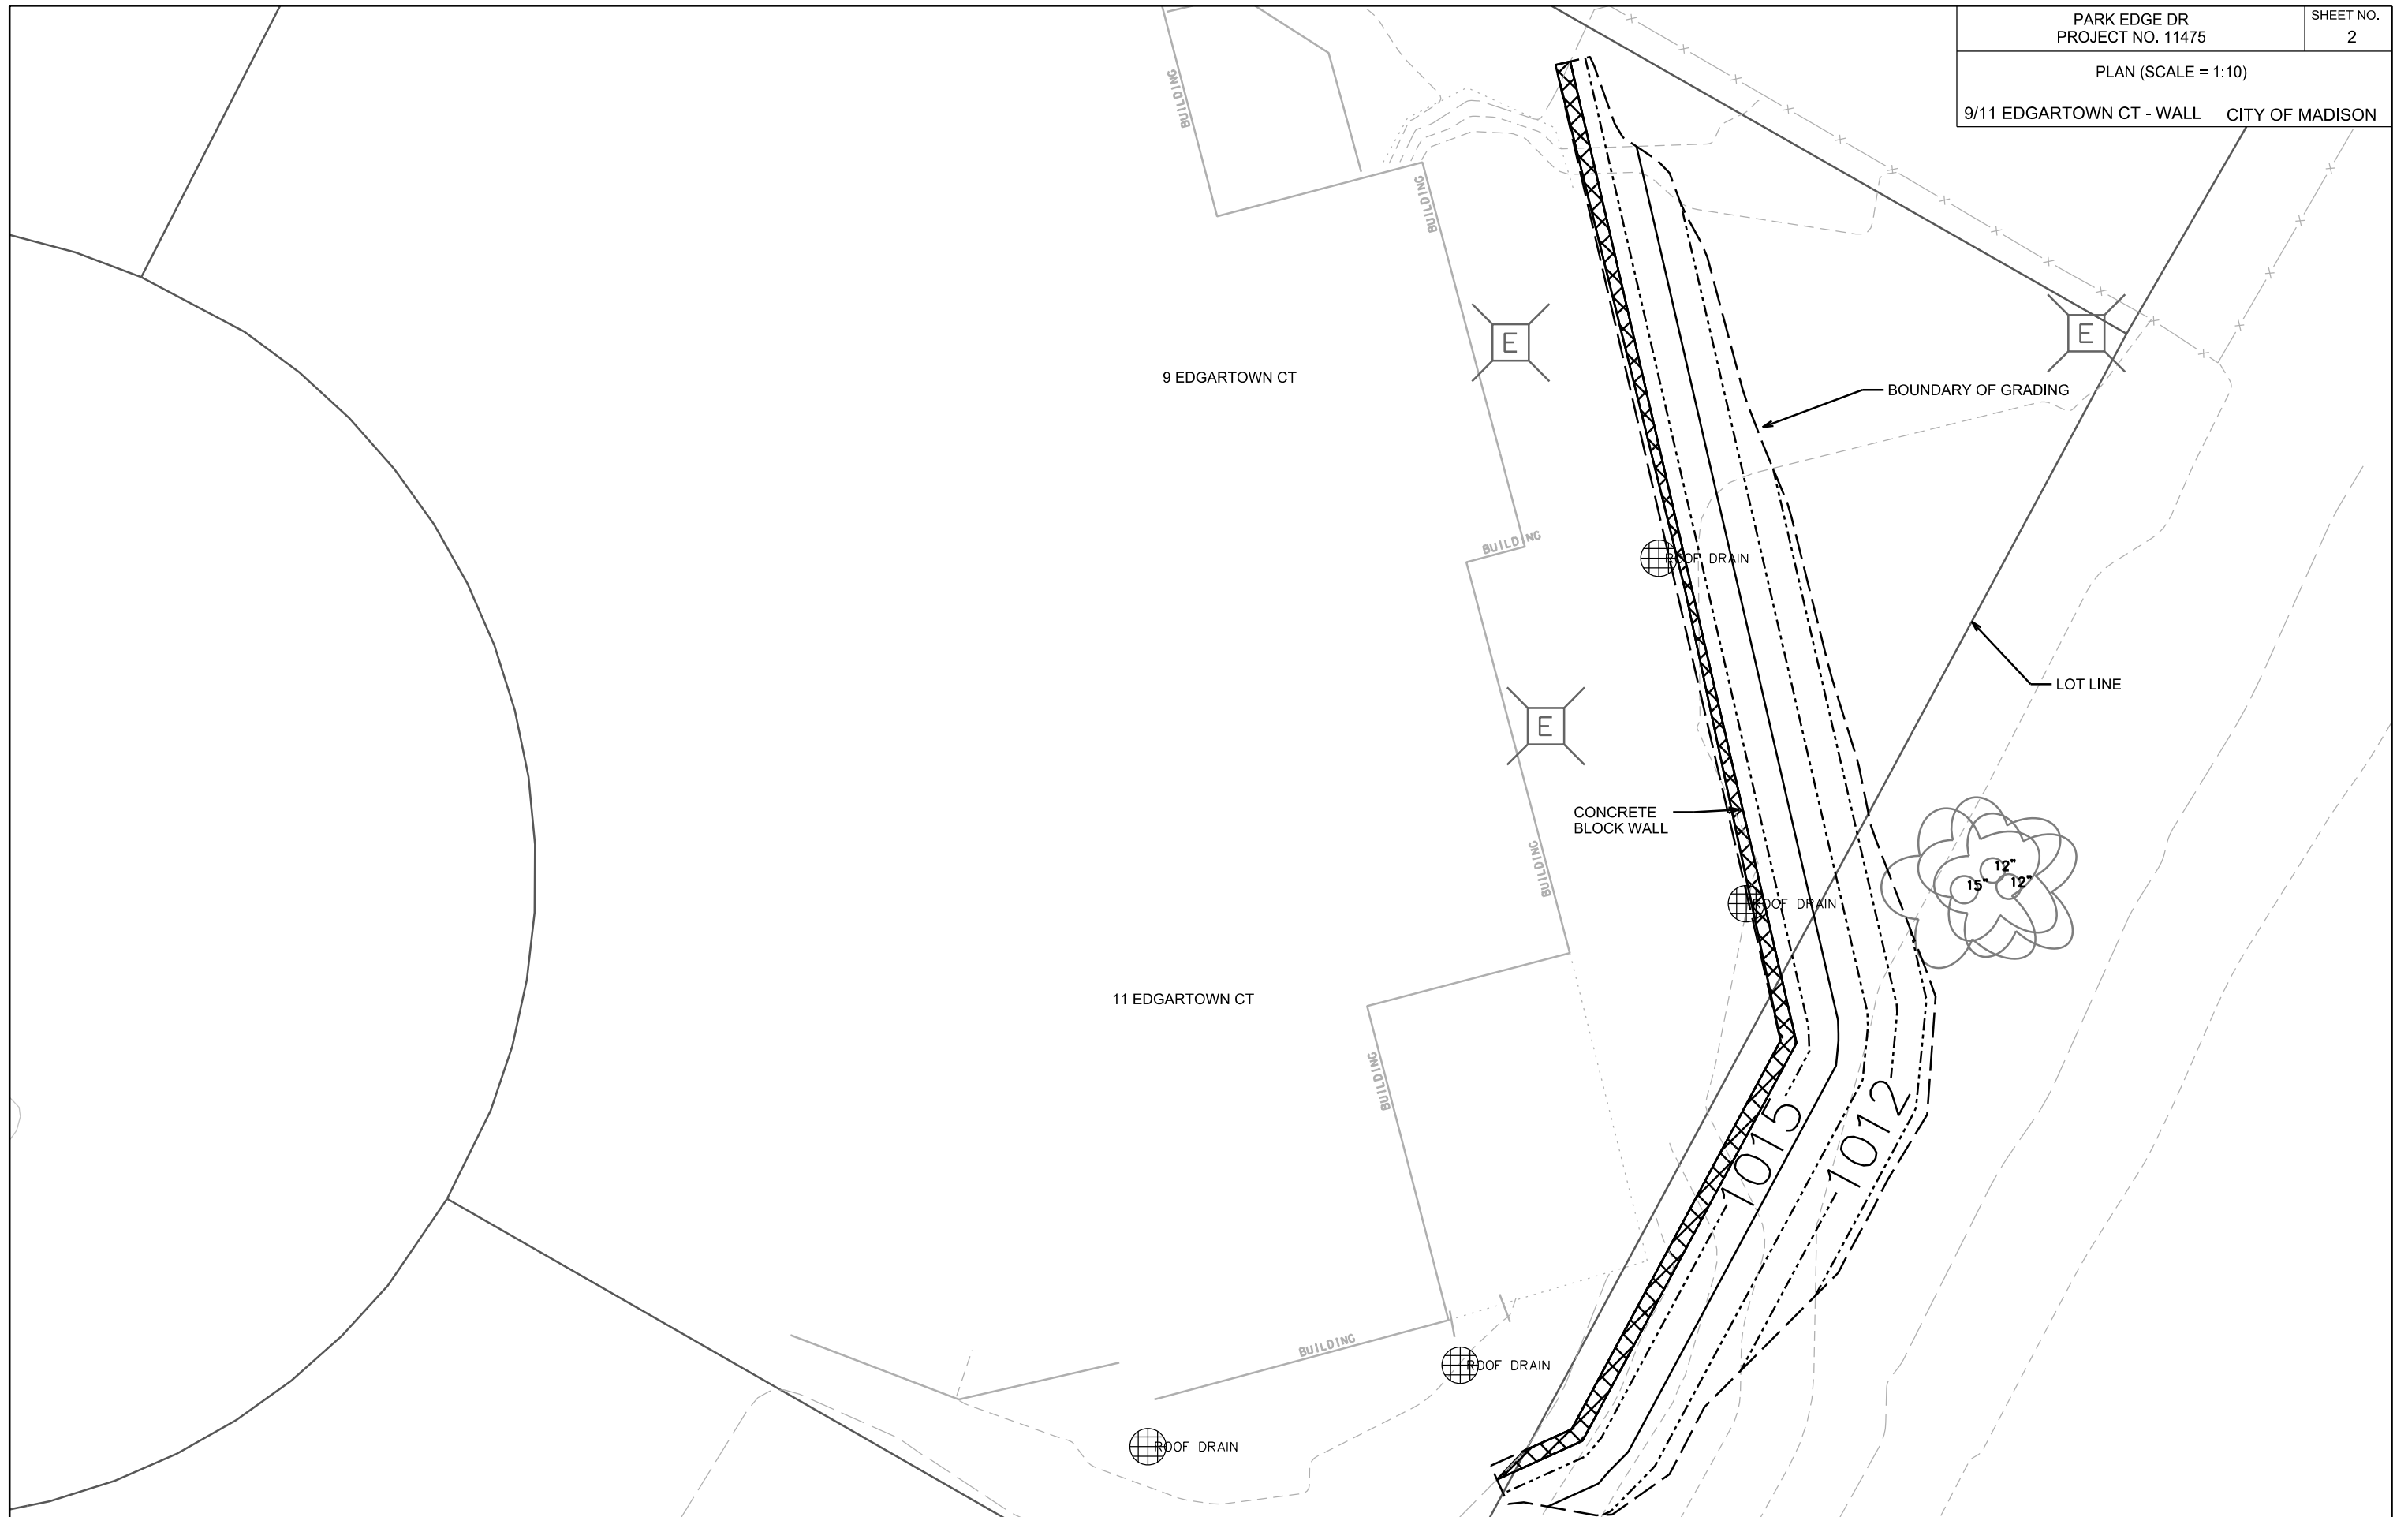 PARK EDGE DR
PROJECT NO. 11475
SHEET NO.
2
PLAN (SCALE = 1:10)
9/11 EDGARTOWN CT - WALL
CITY OF MADISON
BUILDING
BUILDING
E
E
9 EDGARTOWN CT
BOUNDARY OF GRADING
BUILDING
ROOF DRAIN
LOT LINE
E
CONCRETE
BLOCK WALL
BUILDING
12"
15"
12"
ROOF DRAIN
11 EDGARTOWN CT
BUILDING
1015
1012
BUILDING
ROOF DRAIN
ROOF DRAIN